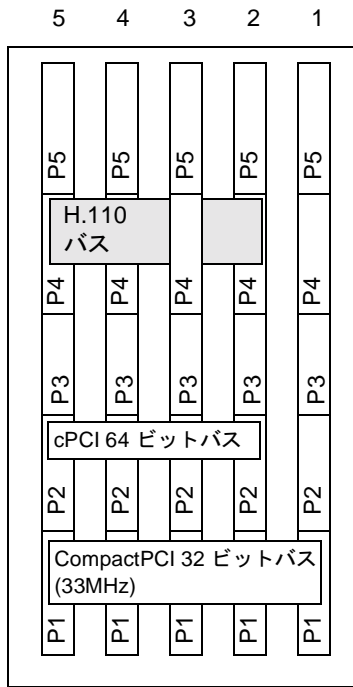 5 4 3 2 1
P5 P5 P5 P5 P5
H.110
バス
P4 P4 P4 P4 P4
P3 P3 P3 P3 P3
cPCI 64 ビットバス
P2 P2 P2 P2 P2
CompactPCI 32 ビットバス
(33MHz)
P1 P1 P1 P1 P1